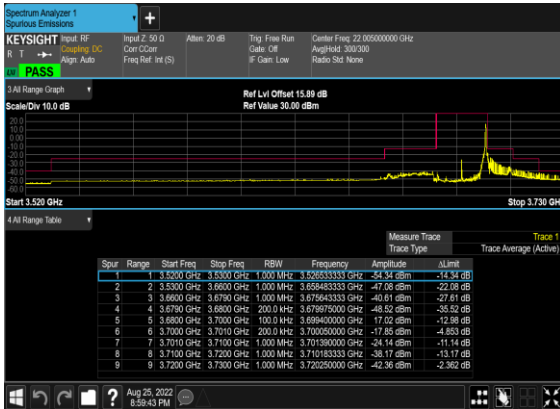 Spectrum Analyzer 1
Spurious Emissions
+
KEYSIGHT Input: RF Input Z: 50 Ω Atten: 20 dB Trig: Free Run Center Freq: 22.005000000 GHz
R T Coupling: DC Corr CCorr Gate: Off Avg|Hold: 300/300
Align: Auto Freq Ref: Int (S) IF Gain: Low Radio Std: None
PASS
3 All Range Graph Ref Lvl Offset 15.89 dB
Scale/Div 10.0 dB Ref Value 30.00 dBm
20.0
10.0
0.00
-10.0
-20.0
-30.0
-40.0
-50.0
-60.0
Start 3.520 GHz Stop 3.730 GH
4 All Range Table
Measure Trace Trace 1
Trace Type Trace Average (Active)
Spur Range Start Freq Stop Freq RBW Frequency Amplitude ΔLimit
1 1 3.5200 GHz 3.5300 GHz 1.000 MHz 3.526533333 GHz -54.34 dBm -14.34 dB
2 2 3.5300 GHz 3.6600 GHz 1.000 MHz 3.658483333 GHz -47.08 dBm -22.08 dB
3 3 3.6600 GHz 3.6790 GHz 1.000 MHz 3.675643333 GHz -40.61 dBm -27.61 dB
4 4 3.6790 GHz 3.6800 GHz 200.0 kHz 3.679975000 GHz -48.52 dBm -35.52 dB
5 5 3.6800 GHz 3.7000 GHz 100.0 kHz 3.699400000 GHz 17.02 dBm -12.98 dB
6 6 3.7000 GHz 3.7010 GHz 200.0 kHz 3.700050000 GHz -17.85 dBm -4.853 dB
7 7 3.7010 GHz 3.7100 GHz 1.000 MHz 3.701390000 GHz -24.14 dBm -11.14 dB
8 8 3.7100 GHz 3.7200 GHz 1.000 MHz 3.710183333 GHz -38.17 dBm -13.17 dB
9 9 3.7200 GHz 3.7300 GHz 1.000 MHz 3.720250000 GHz -42.36 dBm -2.362 dB
? Aug 25, 2022
8:59:43 PM